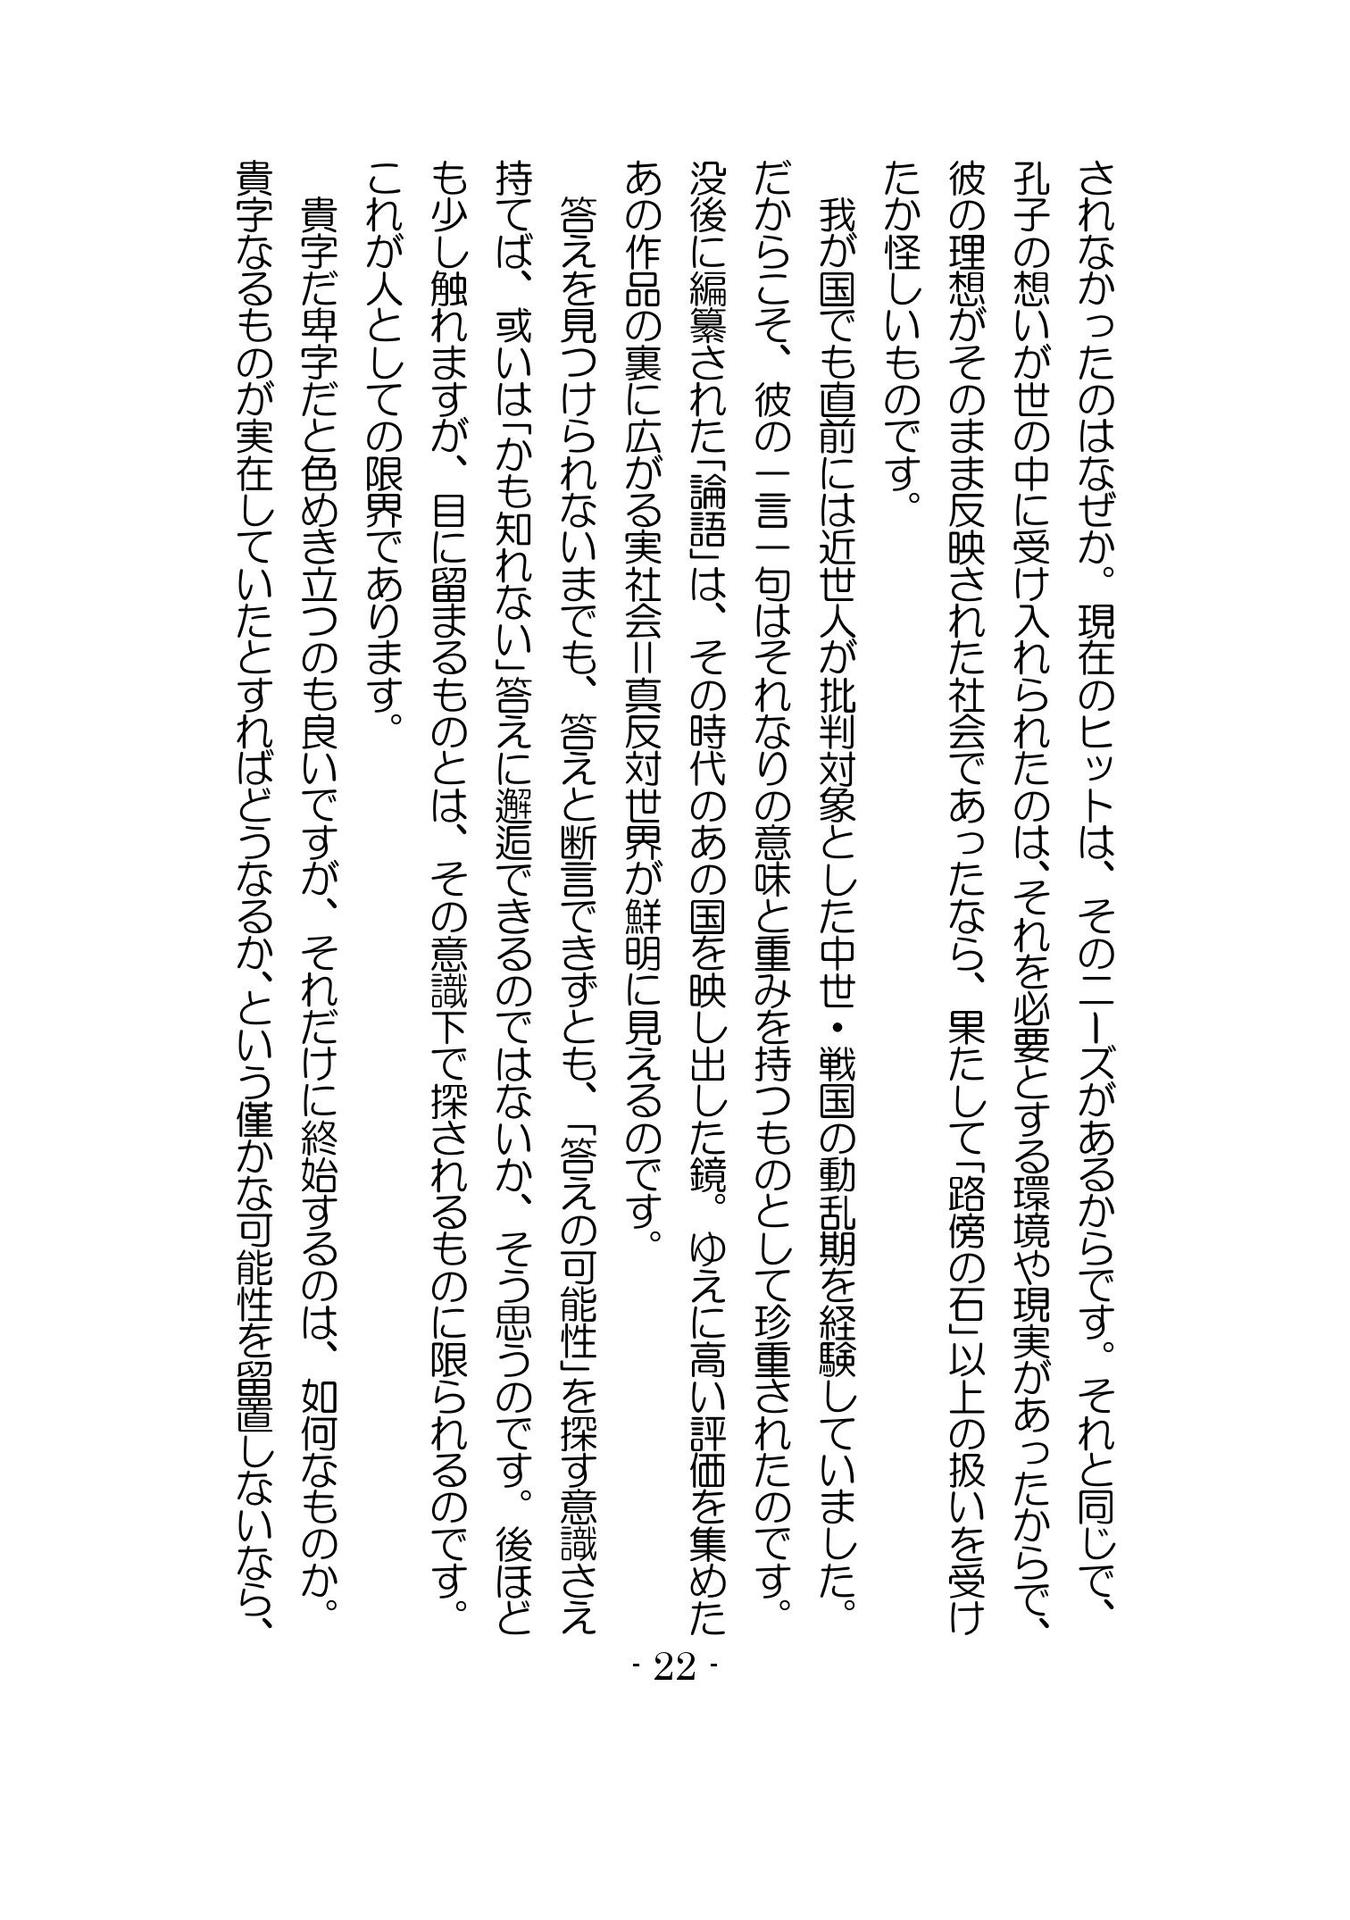 されなかったのはなぜか。現在のヒットは、そのニーズがあるからです。それと同じで、
孔子の想いが世の中に受け入れられたのは、それを必要とする環境や現実があったからで、
彼の理想がそのまま反映された社会であったなら、果たして「路傍の石」以上の扱いを受け
たか怪しいものです。
　我が国でも直前には近世人が批判対象とした中世・戦国の動乱期を経験していました。
だからこそ、彼の一言一句はそれなりの意味と重みを持つものとして珍重されたのです。
没後に編纂された「論語」は、その時代のあの国を映し出した鏡。ゆえに高い評価を集めた
あの作品の裏に広がる実社会＝真反対世界が鮮明に見えるのです。
　答えを見つけられないまでも、答えと断言できずとも、「答えの可能性」を探す意識さえ
持てば、或いは「かも知れない」答えに邂逅できるのではないか、そう思うのです。後ほど
も少し触れますが、目に留まるものとは、その意識下で探されるものに限られるのです。
これが人としての限界であります。
　貴字だ卑字だと色めき立つのも良いですが、それだけに終始するのは、如何なものか。
貴字なるものが実在していたとすればどうなるか、という僅かな可能性を留置しないなら、
- 22 -